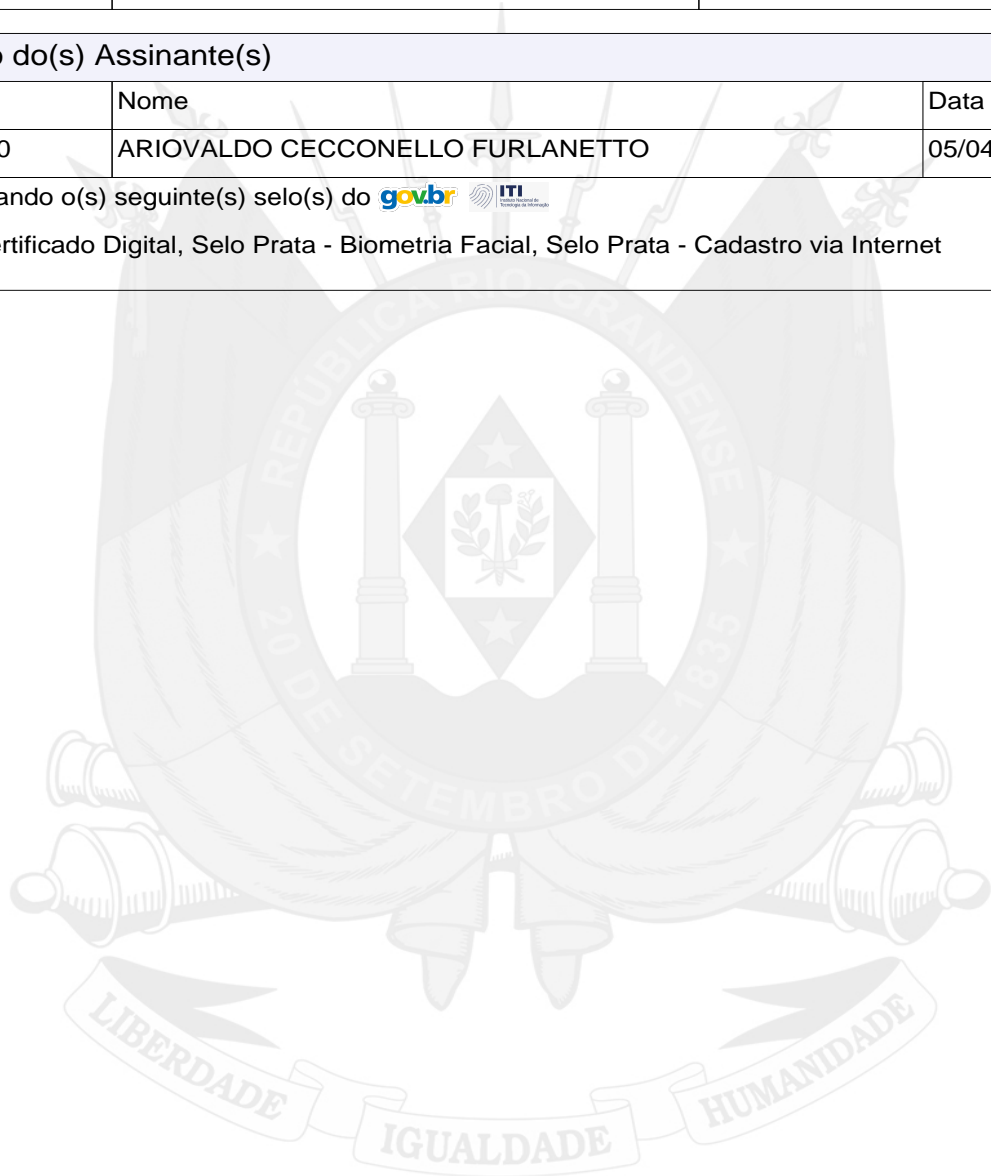 o do(s) Assinante(s)
Nome Data
0 ARIOVALDO CECCONELLO FURLANETTO 05/04
ando o(s) seguinte(s) selo(s) do gov.br ITI
ertificado Digital, Selo Prata - Biometria Facial, Selo Prata - Cadastro via Internet
REPÚBLICA RIO-GRANDENSE
20 DE SETEMBRO DE 1835
LIBERDADE IGUALDADE HUMANIDADE